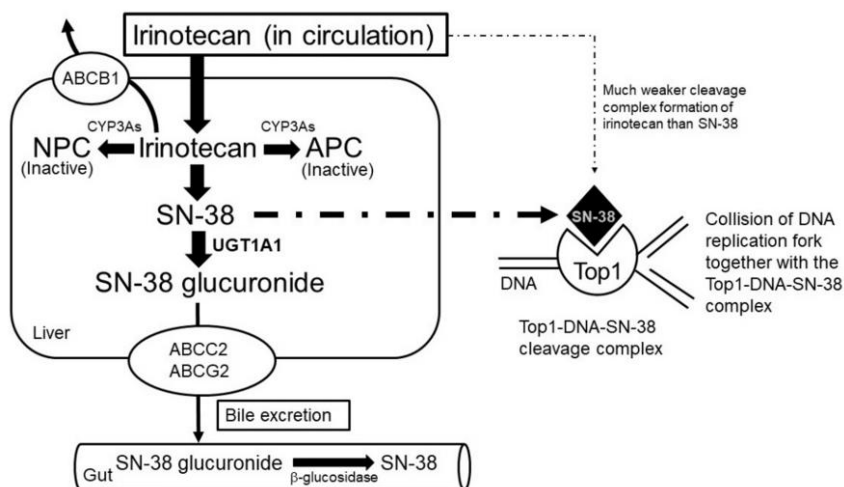 Irinotecan (in circulation)
ABCB1
Much weaker cleavage
complex formation of
irinotecan than SN-38
CYP3As
CYP3As
NPC
Irinotecan
APC
(Inactive)
(Inactive)
SN-38
SN-38
UGT1A1
SN-38 glucuronide
Liver
Top1
DNA
Collision of DNA
replication fork
together with the
Top1-DNA-SN-38
complex
Top1-DNA-SN-38
cleavage complex
ABCC2
ABCG2
Bile excretion
Gut
SN-38 glucuronide
β-glucosidase
SN-38